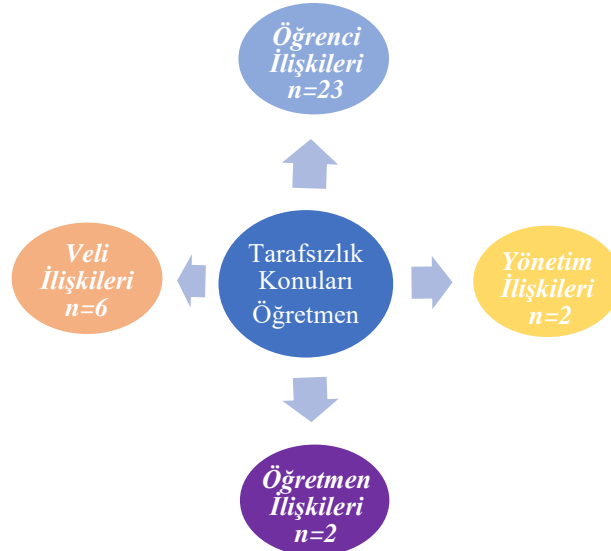 Öğrenci
İlişkileri
n=23
Veli
İlişkileri
n=6
Tarafsızlık
Konuları
Öğretmen
Yönetim
İlişkileri
n=2
Öğretmen
İlişkileri
n=2